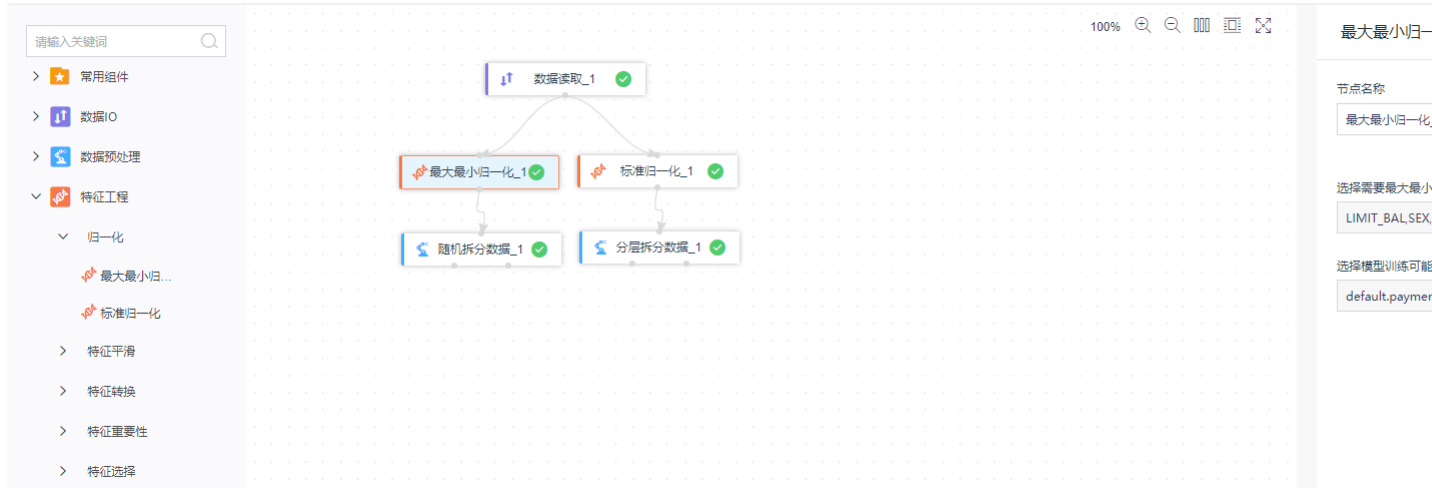 请输入关键词
常用组件
数据IO
数据预处理
特征工程
归一化
最大最小归...
标准归一化
特征平滑
特征转换
特征重要性
特征选择
100%
数据读取_1
最大最小归一化_1
标准归一化_1
随机拆分数据_1
分层拆分数据_1
最大最小归一
节点名称
最大最小归一化_
选择需要最大最小
LIMIT_BAL,SEX,
选择模型训练可能
default.paymer